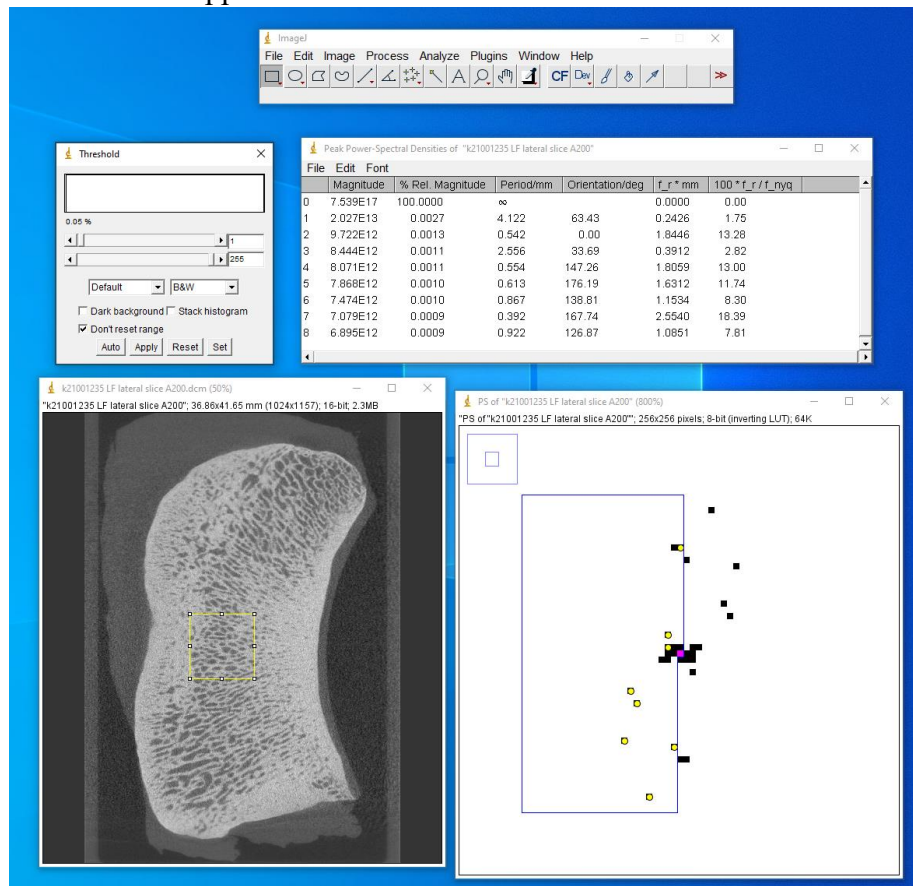 ImageJ
File Edit Image Process Analyze Plugins Window Help
CF Dev
Threshold
0.05 %
1
255
Default B&W
Dark background Stack histogram
Don't reset range
Auto Apply Reset Set
Peak Power-Spectral Densities of "k21001235 LF lateral slice A200"
File Edit Font
Magnitude % Rel. Magnitude Period/mm Orientation/deg f_r * mm 100 * f_r / f_nyq
0 7.539E17 100.0000 ∞ 0.0000 0.00
1 2.027E13 0.0027 4.122 63.43 0.2426 1.75
2 9.722E12 0.0013 0.542 0.00 1.8446 13.28
3 8.444E12 0.0011 2.556 33.69 0.3912 2.82
4 8.071E12 0.0011 0.554 147.26 1.8059 13.00
5 7.868E12 0.0010 0.613 176.19 1.6312 11.74
6 7.474E12 0.0010 0.867 138.81 1.1534 8.30
7 7.079E12 0.0009 0.392 167.74 2.5540 18.39
8 6.895E12 0.0009 0.922 126.87 1.0851 7.81
k21001235 LF lateral slice A200.dcm (50%)
"k21001235 LF lateral slice A200"; 36.86x41.65 mm (1024x1157); 16-bit; 2.3MB
PS of "k21001235 LF lateral slice A200" (800%)
"PS of "k21001235 LF lateral slice A200""; 256x256 pixels; 8-bit (inverting LUT); 64K